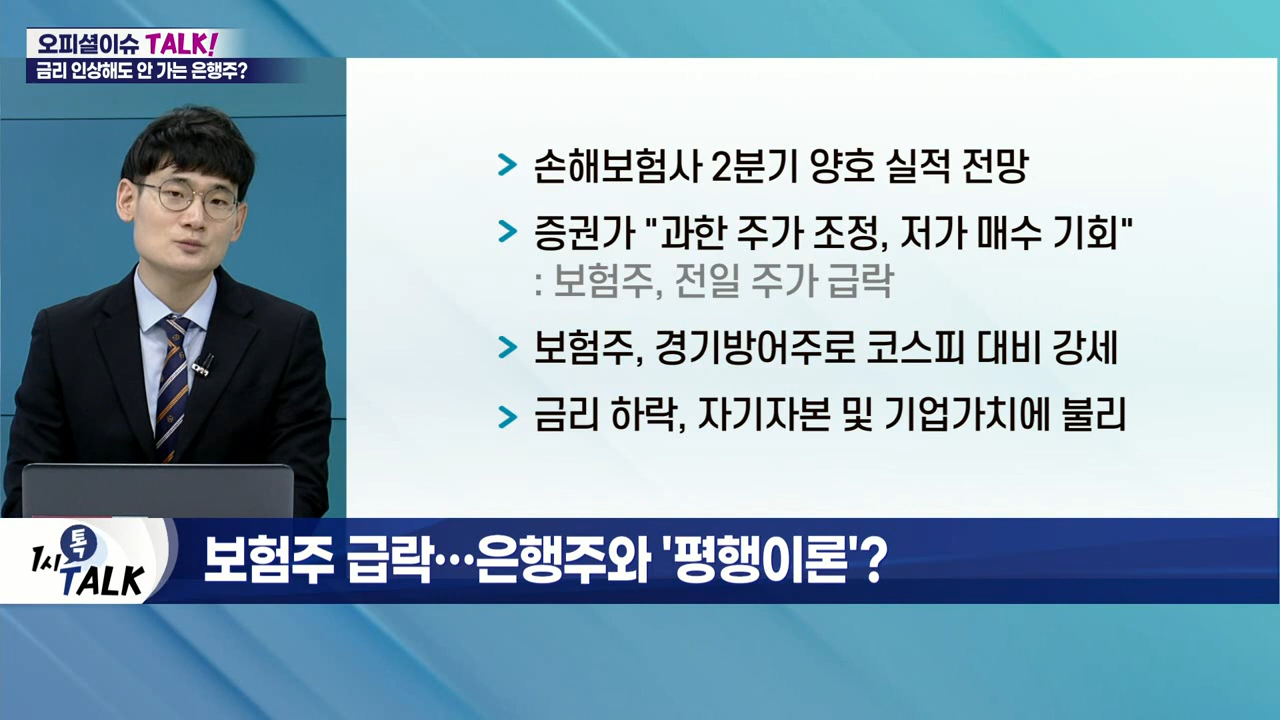 오피셜이슈 TALK!
금리 인상해도 안 가는 은행주?
> 손해보험사 2분기 양호 실적 전망
> 증권가 "과한 주가 조정, 저가 매수 기회"
: 보험주, 전일 주가 급락
> 보험주, 경기방어주로 코스피 대비 강세
> 금리 하락, 자기자본 및 기업가치에 불리
1시 톡 TALK
보험주 급락…은행주와 '평행이론'?